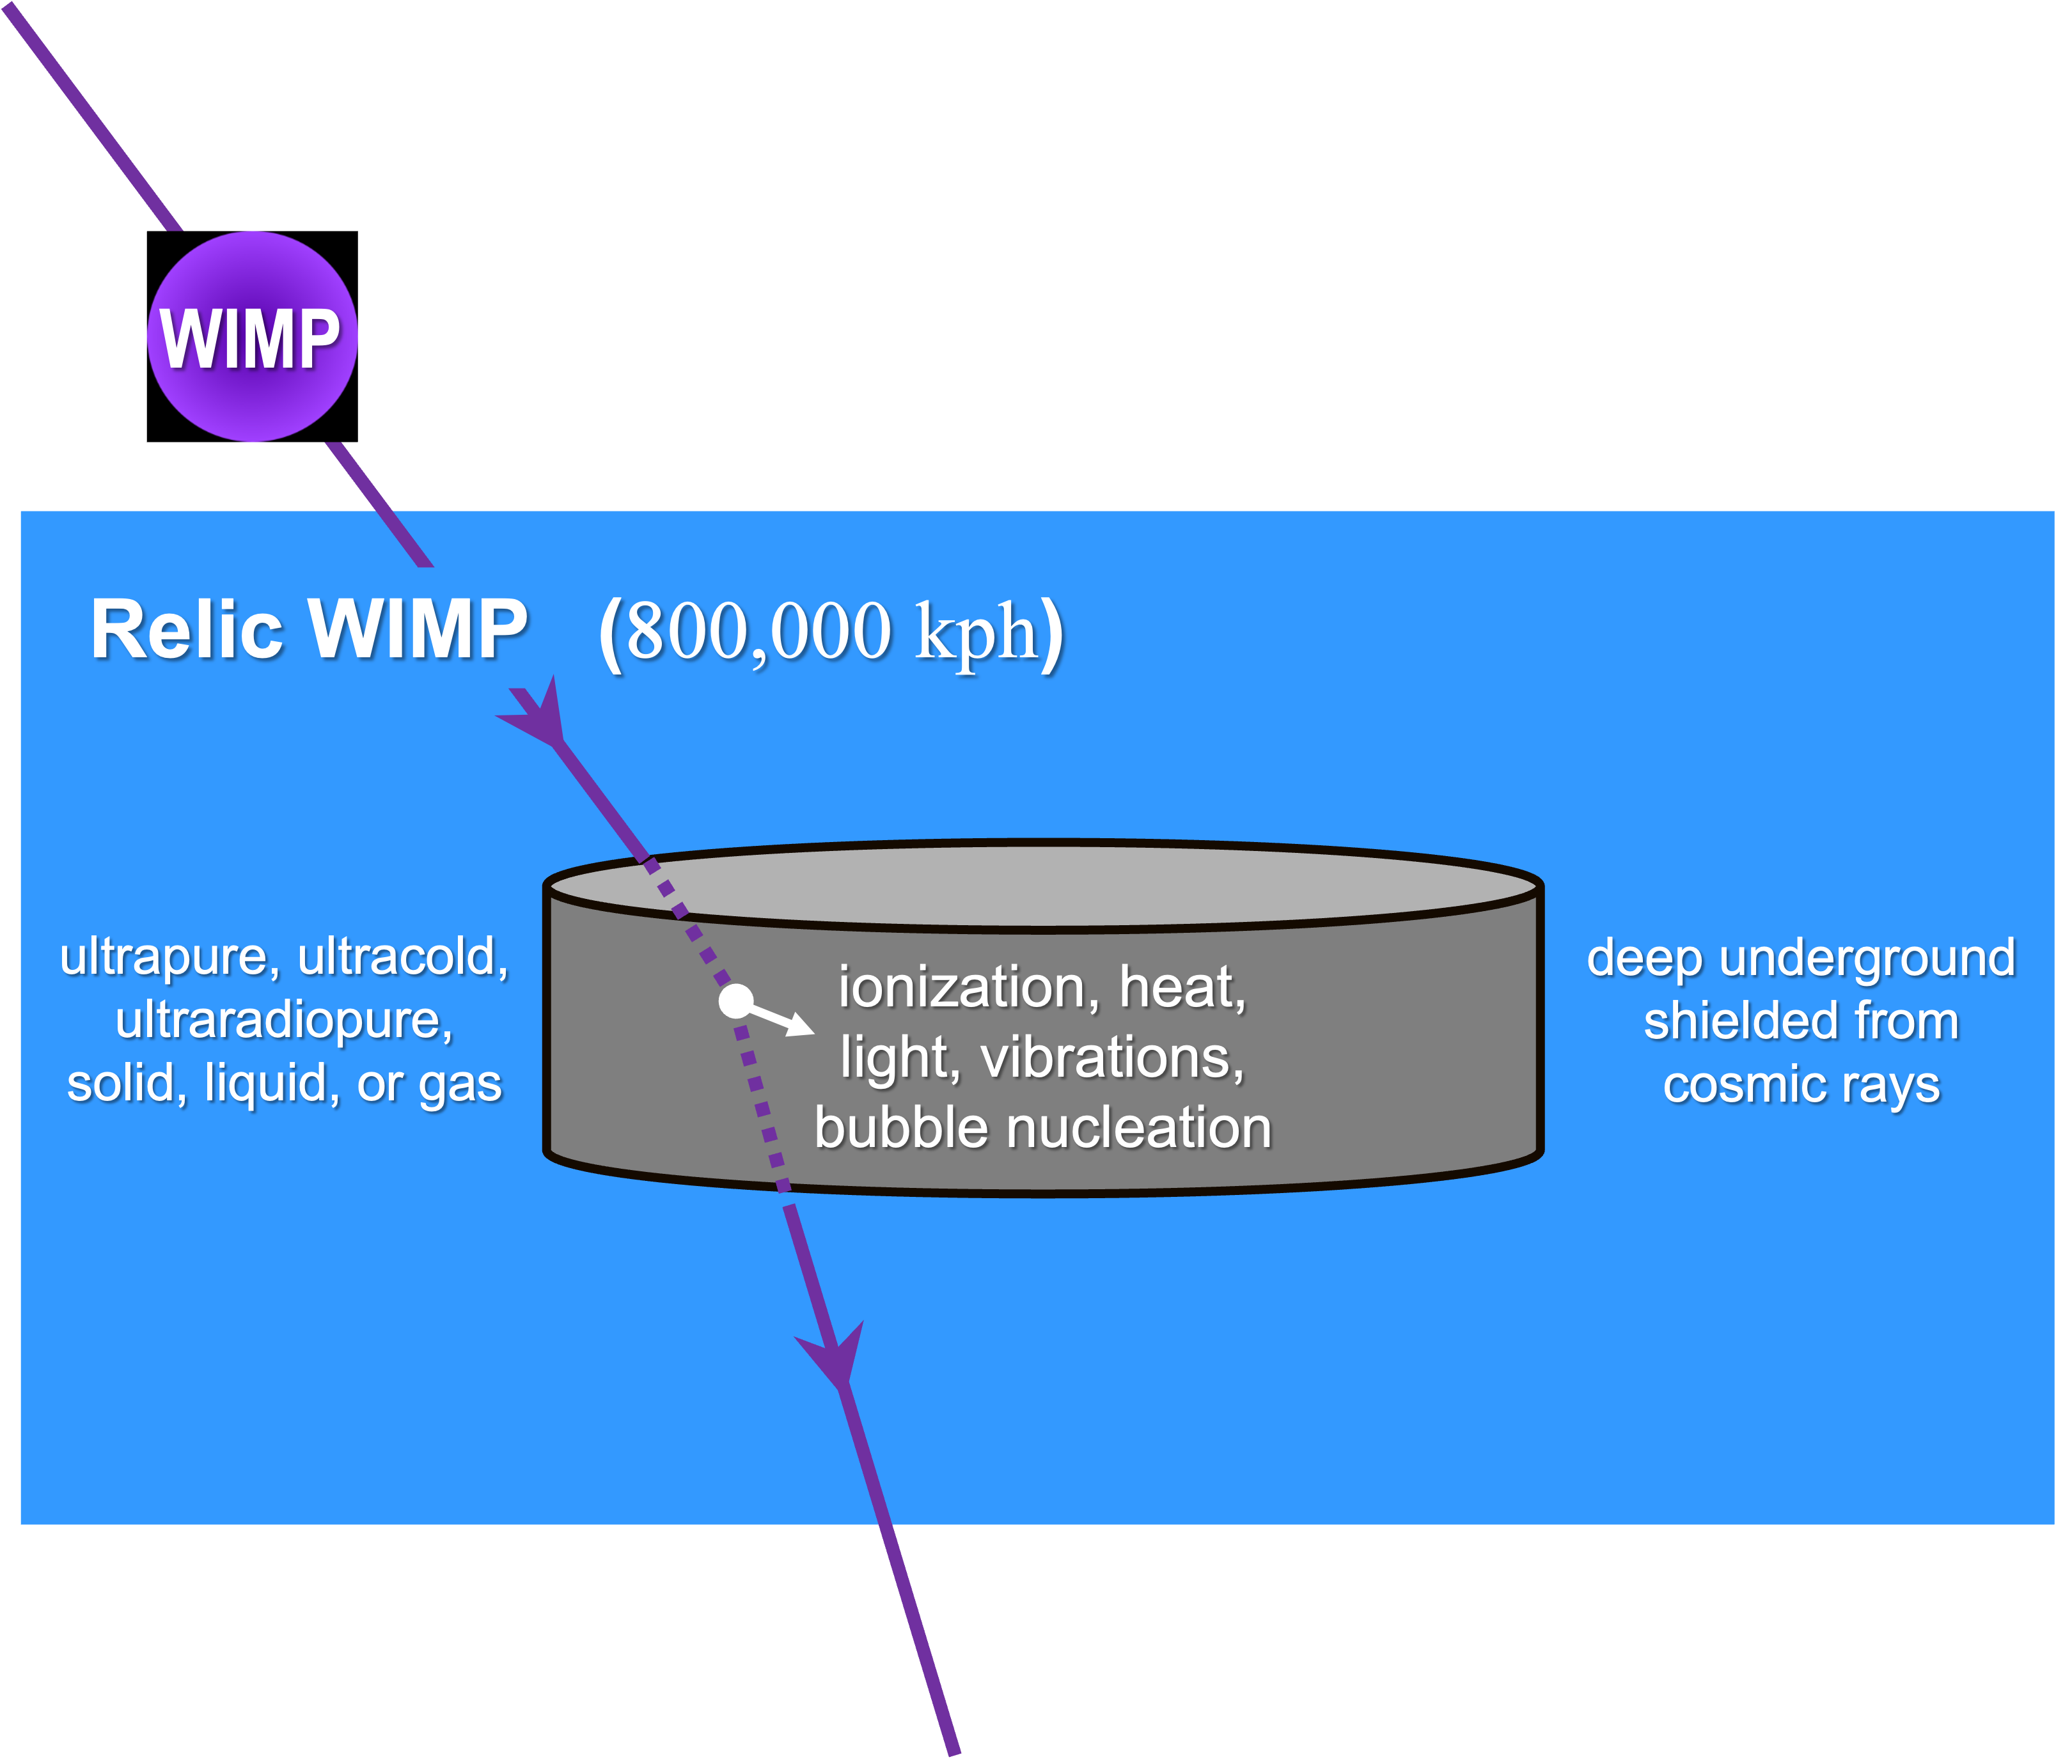 WIMP
Relic WIMP (800,000 kph)
ultrapure, ultracold,
ultraradiopure,
solid, liquid, or gas
ionization, heat,
light, vibrations,
bubble nucleation
deep underground
shielded from
cosmic rays